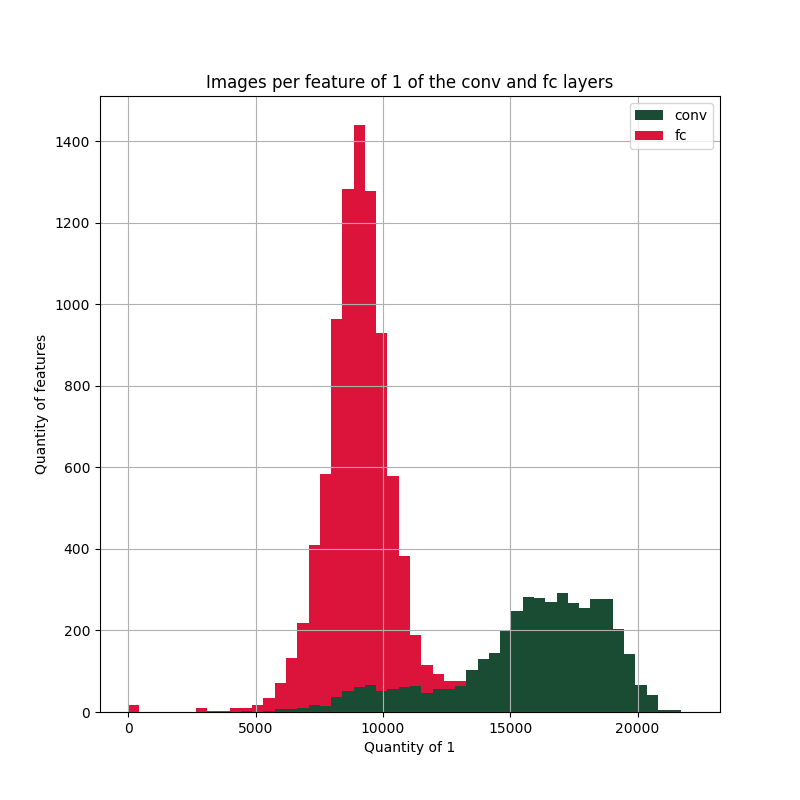 Images per feature of 1 of the conv and fc layers
conv
fc
1400
1200
1000
800
600
400
200
0
Quantity of features
0 5000 10000 15000 20000
Quantity of 1